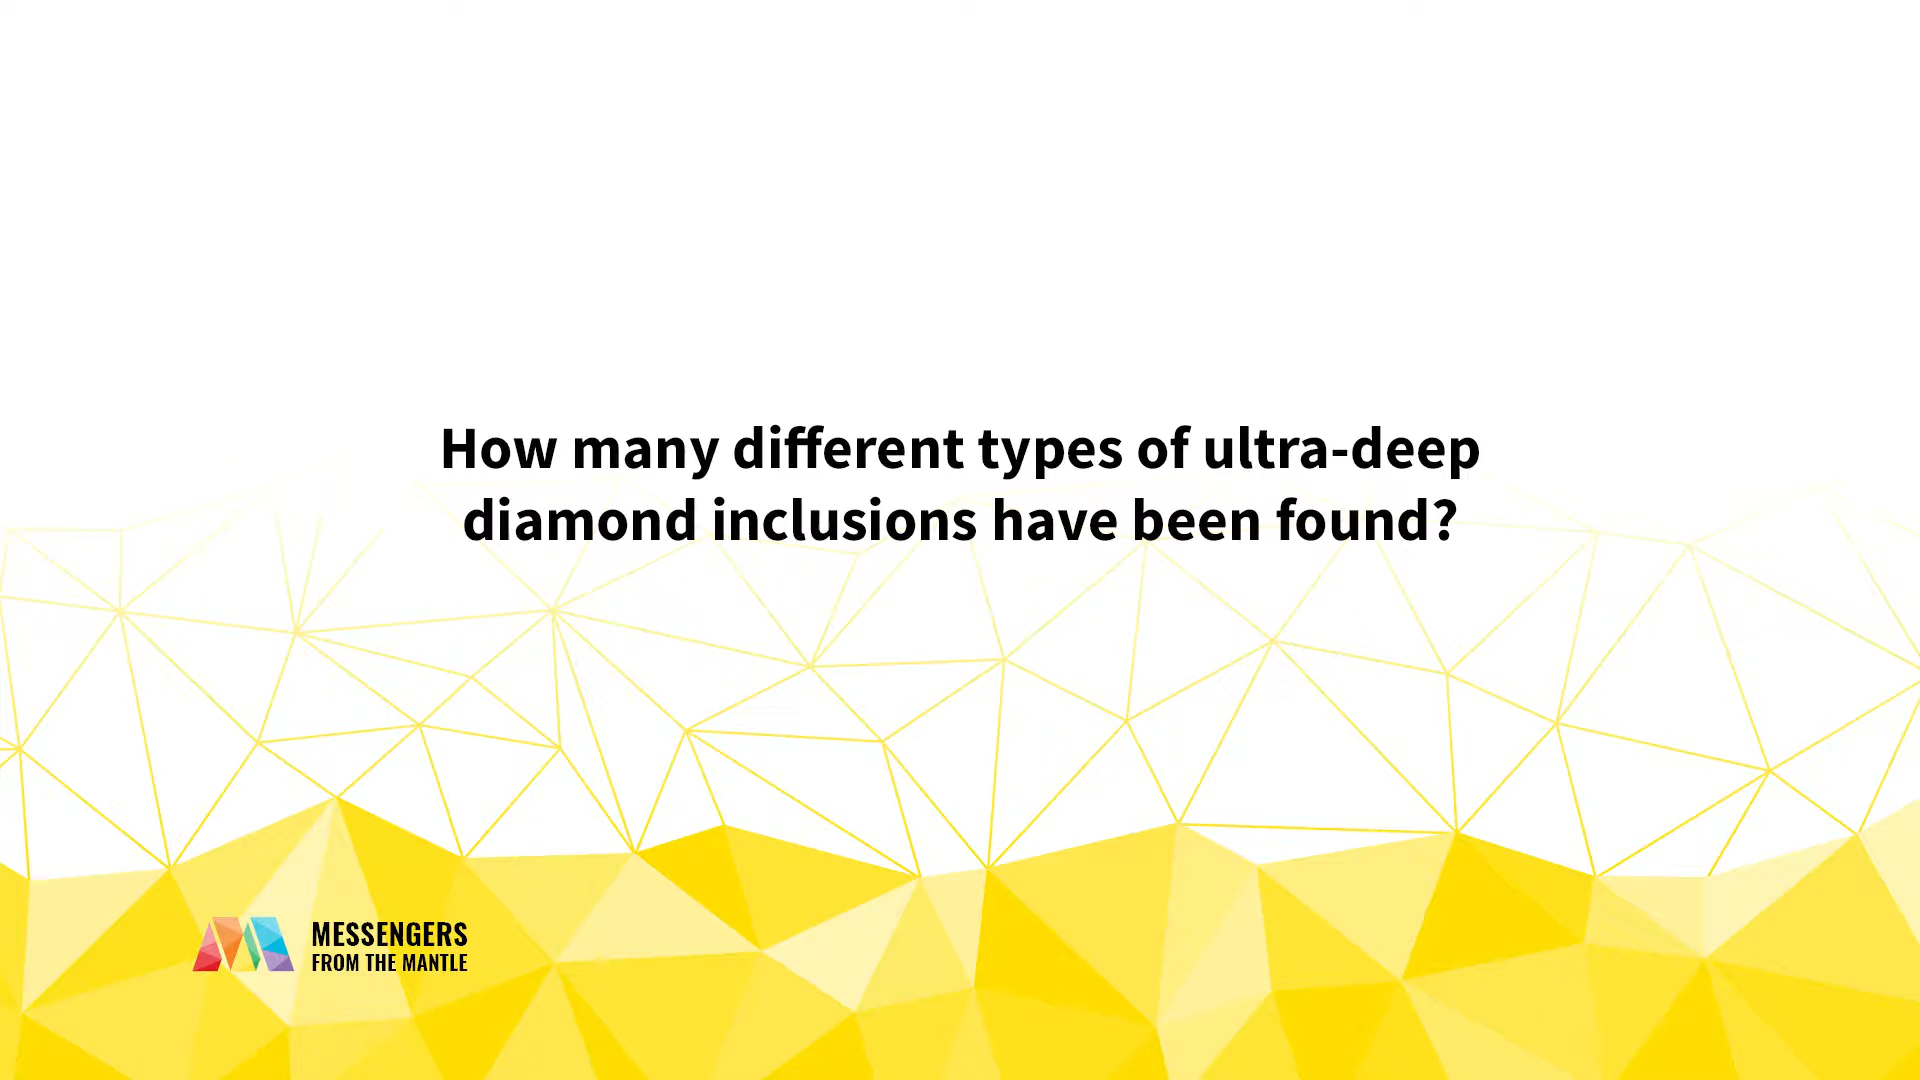 How many different types of ultra-deep
diamond inclusions have been found?
MESSENGERS
FROM THE MANTLE